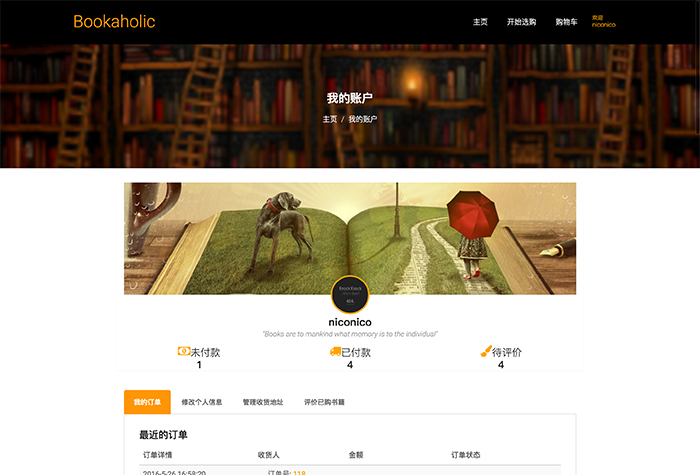 Bookaholic
主页 开始选购 购物车 欢迎
niconico
我的账户
主页 / 我的账户
niconico
"Books are to mankind what memory is to the individual"
未付款 已付款 待评价
1 4 4
我的订单 修改个人信息 管理收货地址 评价已购书籍
最近的订单
订单详情 收货人 金额 订单状态
2016-5-26 16:58:20 订单号: 118